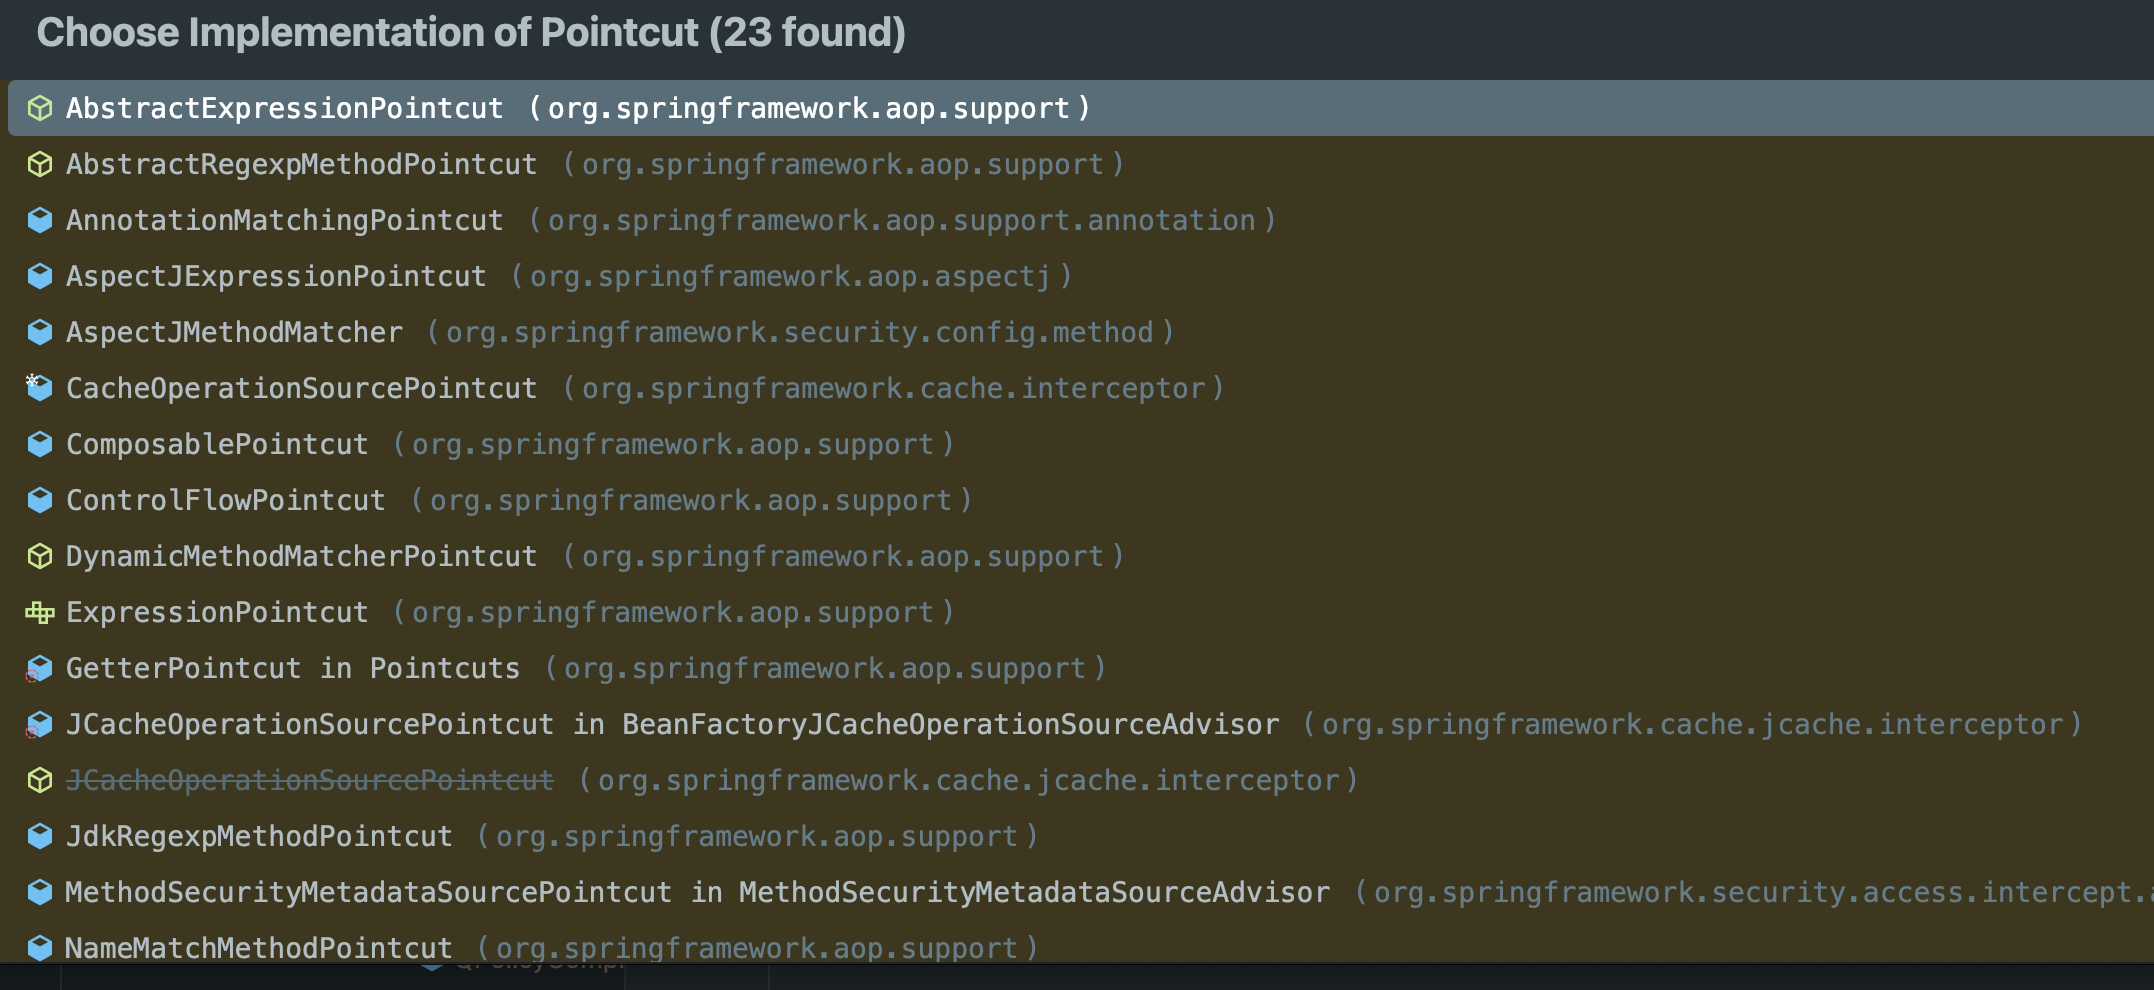 Choose Implementation of Pointcut (23 found)
AbstractExpressionPointcut (org.springframework.aop.support)
AbstractRegexpMethodPointcut (org.springframework.aop.support)
AnnotationMatchingPointcut (org.springframework.aop.support.annotation)
AspectJExpressionPointcut (org.springframework.aop.aspectj)
AspectJMethodMatcher (org.springframework.security.config.method)
CacheOperationSourcePointcut (org.springframework.cache.interceptor)
ComposablePointcut (org.springframework.aop.support)
ControlFlowPointcut (org.springframework.aop.support)
DynamicMethodMatcherPointcut (org.springframework.aop.support)
ExpressionPointcut (org.springframework.aop.support)
GetterPointcut in Pointcuts (org.springframework.aop.support)
JCacheOperationSourcePointcut in BeanFactoryJCacheOperationSourceAdvisor (org.springframework.cache.jcache.interceptor)
JCacheOperationSourcePointcut (org.springframework.cache.jcache.interceptor)
JdkRegexpMethodPointcut (org.springframework.aop.support)
MethodSecurityMetadataSourcePointcut in MethodSecurityMetadataSourceAdvisor (org.springframework.security.access.intercept.
NameMatchMethodPointcut (org.springframework.aop.support)